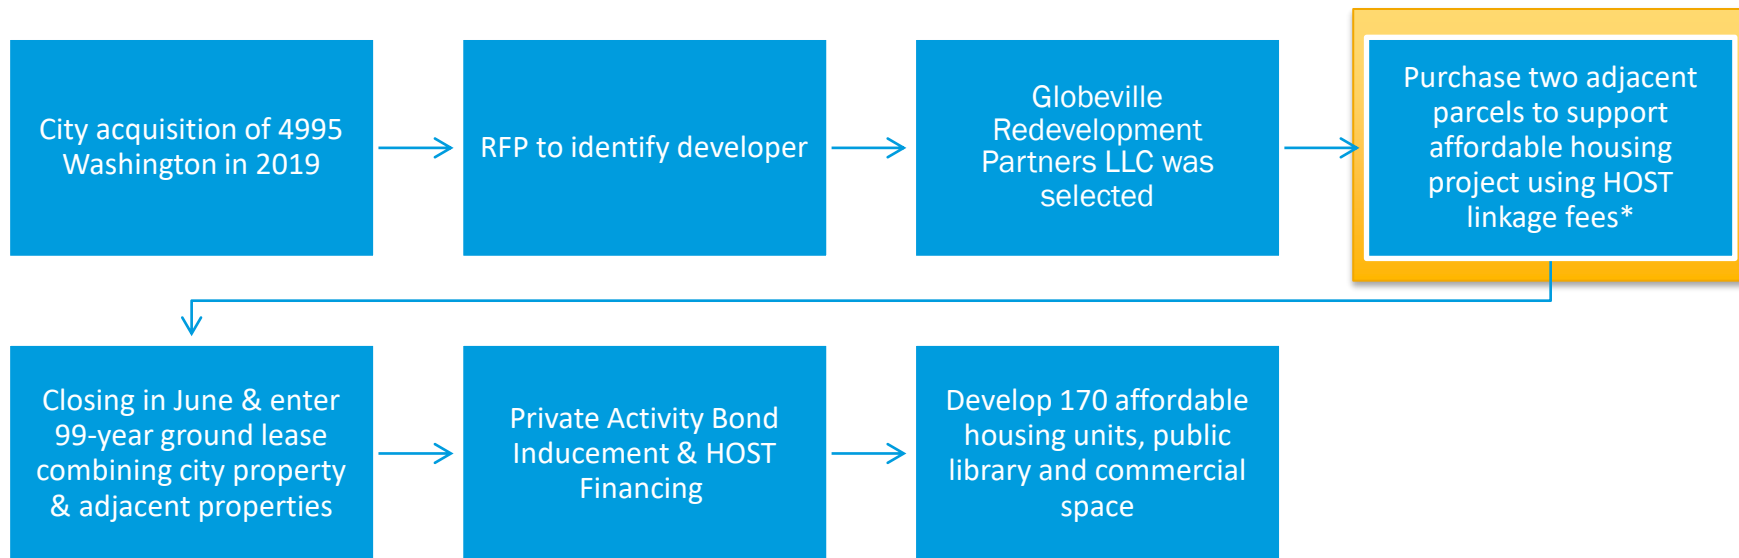 City acquisition of 4995
Washington in 2019
RFP to identify developer
Globeville
Redevelopment
Partners LLC was
selected
Purchase two adjacent
parcels to support
affordable housing
project using HOST
linkage fees*
Closing in June & enter
99-year ground lease
combining city property
& adjacent properties
Private Activity Bond
Inducement & HOST
Financing
Develop 170 affordable
housing units, public
library and commercial
space